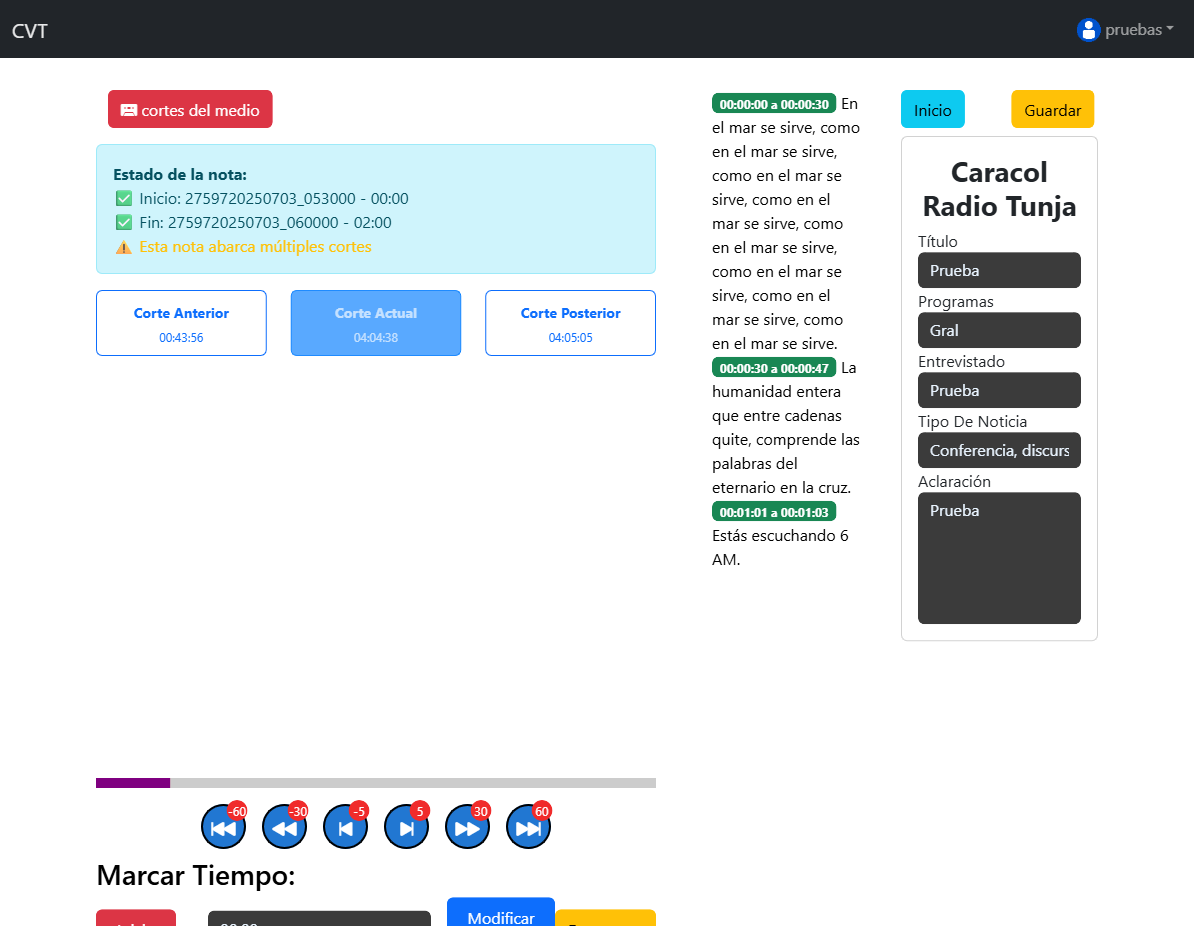 CVT
pruebas
cortes del medio
Estado de la nota:
Inicio: 2759720250703_053000 - 00:00
Fin: 2759720250703_060000 - 02:00
Esta nota abarca múltiples cortes
Corte Anterior
00:43:56
Corte Actual
04:04:38
Corte Posterior
04:05:05
-60
-30
-5
5
30
60
Marcar Tiempo:
Modificar
00:00:00 a 00:00:30 En
el mar se sirve, como
en el mar se sirve,
como en el mar se
sirve, como en el
mar se sirve, como
en el mar se sirve,
como en el mar se
sirve, como en el
mar se sirve, como
en el mar se sirve.
00:00:30 a 00:00:47 La
humanidad entera
que entre cadenas
quite, comprende las
palabras del
eternario en la cruz.
00:01:01 a 00:01:03
Estás escuchando 6
AM.
Inicio
Guardar
Caracol
Radio Tunja
Título
Prueba
Programas
Gral
Entrevistado
Prueba
Tipo De Noticia
Conferencia, discurs
Aclaración
Prueba